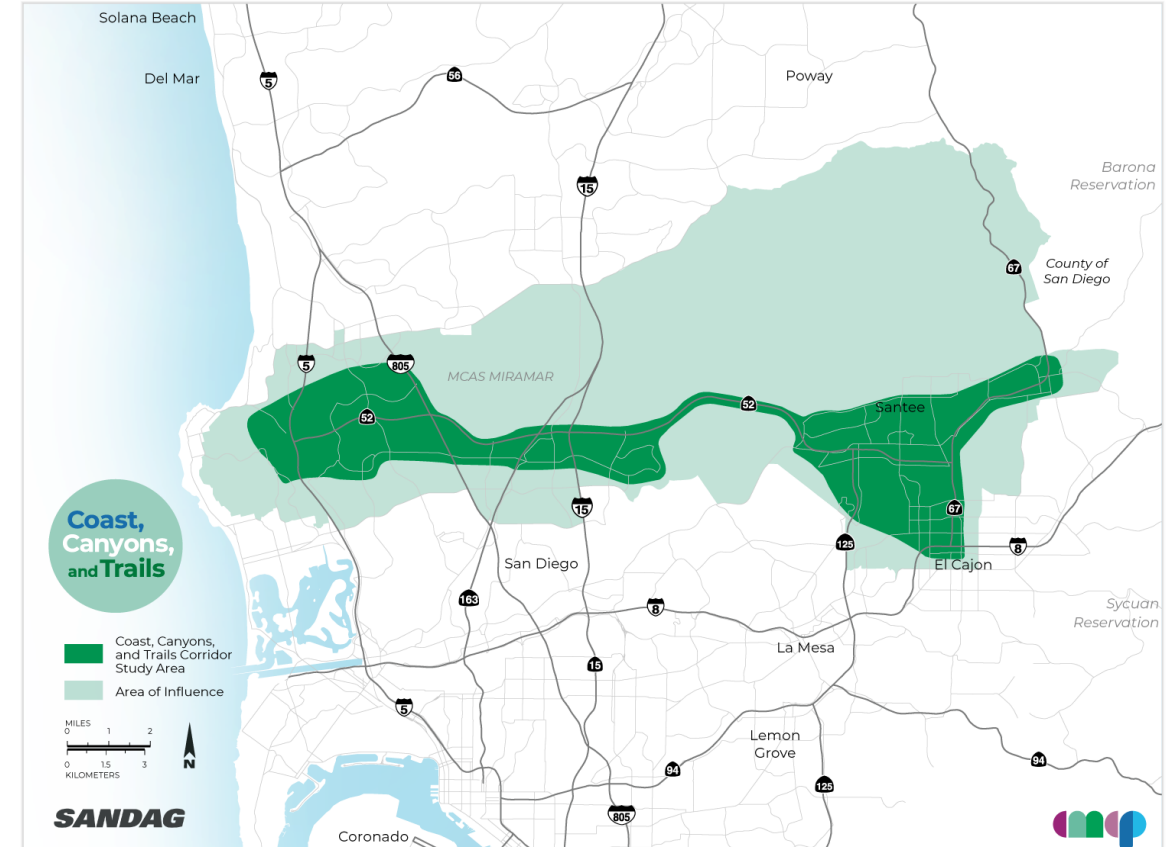 Solana Beach
Del Mar
5
56
Poway
15
Barona
Reservation
67
County of
San Diego
5
805
MCAS MIRAMAR
52
52
Santee
15
67
125
8
El Cajon
San Diego
163
8
Sycuan
Reservation
La Mesa
15
5
Lemon
Grove
94
94
125
805
Coronado
Coast,
Canyons,
and Trails
Coast, Canyons,
and Trails Corridor
Study Area
Area of Influence
MILES
0 1 2
0 1.5 3
KILOMETERS
N
SANDAG
cmcp